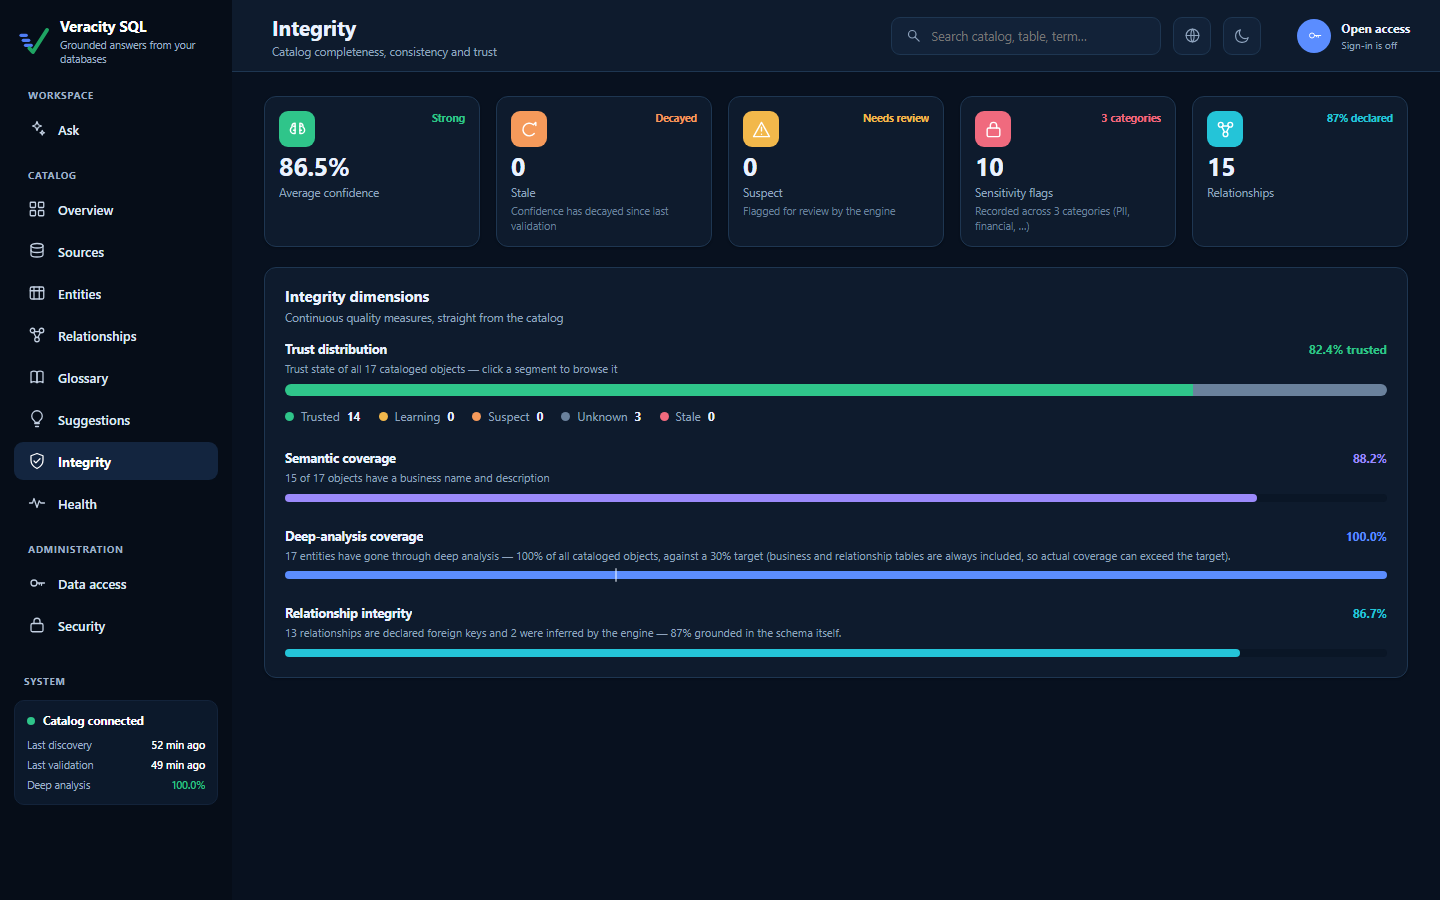 Veracity SQL
Grounded answers from your
databases
WORKSPACE
Ask
CATALOG
Overview
Sources
Entities
Relationships
Glossary
Suggestions
Integrity
Health
ADMINISTRATION
Data access
Security
SYSTEM
Catalog connected
Last discovery 52 min ago
Last validation 49 min ago
Deep analysis 100.0%
Integrity
Catalog completeness, consistency and trust
Search catalog, table, term...
Open access
Sign-in is off
Strong
86.5%
Average confidence
Decayed
0
Stale
Confidence has decayed since last
validation
Needs review
0
Suspect
Flagged for review by the engine
3 categories
10
Sensitivity flags
Recorded across 3 categories (PII,
financial, ...)
87% declared
15
Relationships
Integrity dimensions
Continuous quality measures, straight from the catalog
Trust distribution 82.4% trusted
Trust state of all 17 cataloged objects — click a segment to browse it
Trusted 14 Learning 0 Suspect 0 Unknown 3 Stale 0
Semantic coverage 88.2%
15 of 17 objects have a business name and description
Deep-analysis coverage 100.0%
17 entities have gone through deep analysis — 100% of all cataloged objects, against a 30% target (business and relationship tables are always included, so actual coverage can exceed the target).
Relationship integrity 86.7%
13 relationships are declared foreign keys and 2 were inferred by the engine — 87% grounded in the schema itself.